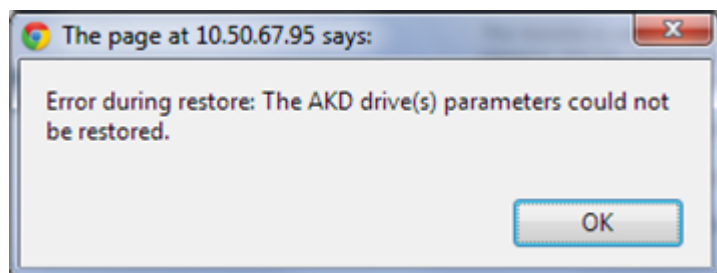 The page at 10.50.67.95 says:
Error during restore: The AKD drive(s) parameters could not
be restored.
OK